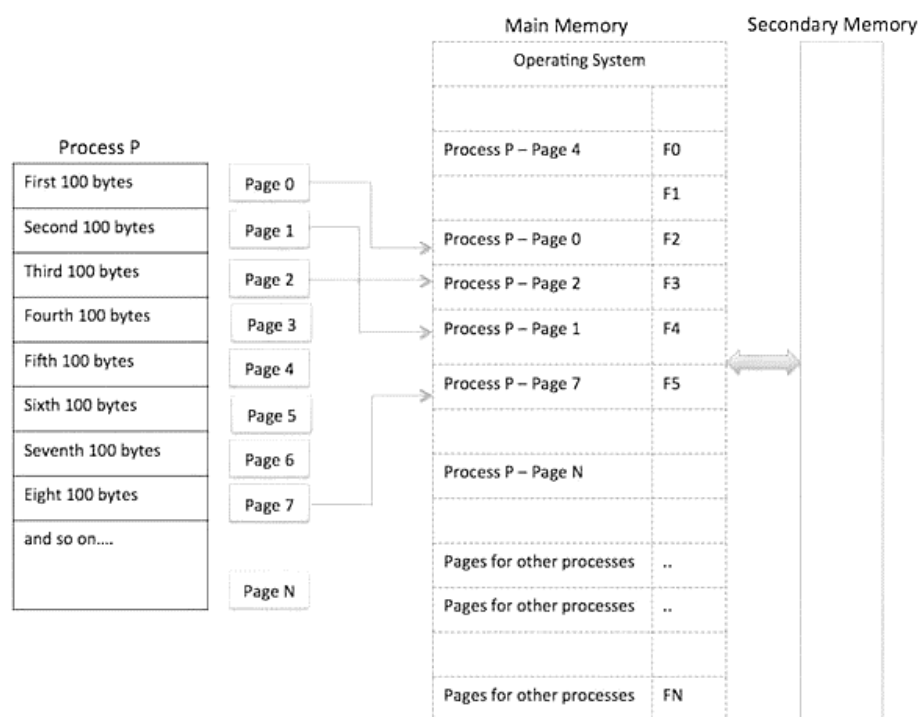 Main Memory
Secondary Memory
Operating System
Process P
First 100 bytes
Second 100 bytes
Third 100 bytes
Fourth 100 bytes
Fifth 100 bytes
Sixth 100 bytes
Seventh 100 bytes
Eight 100 bytes
and so on....
Page 0
Page 1
Page 2
Page 3
Page 4
Page 5
Page 6
Page 7
Page N
Process P – Page 4 F0
F1
Process P – Page 0 F2
Process P – Page 2 F3
Process P – Page 1 F4
Process P – Page 7 F5
Process P – Page N
Pages for other processes ..
Pages for other processes ..
Pages for other processes FN